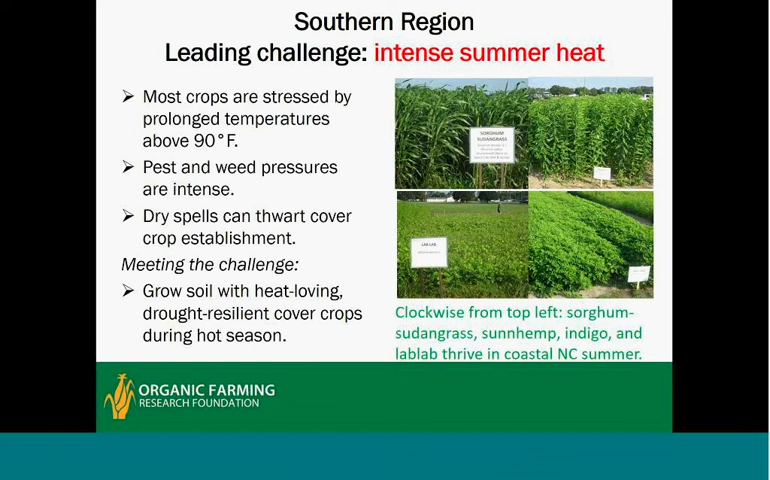 Southern Region
Leading challenge: intense summer heat
➢ Most crops are stressed by
prolonged temperatures
above 90°F.
➢ Pest and weed pressures
are intense.
➢ Dry spells can thwart cover
crop establishment.
Meeting the challenge:
➢ Grow soil with heat-loving,
drought-resilient cover crops
during hot season.
SORGHUM
SUDANGRASS
LAB LAB
Clockwise from top left: sorghum-
sudangrass, sunnhemp, indigo, and
lablab thrive in coastal NC summer.
ORGANIC FARMING
RESEARCH FOUNDATION